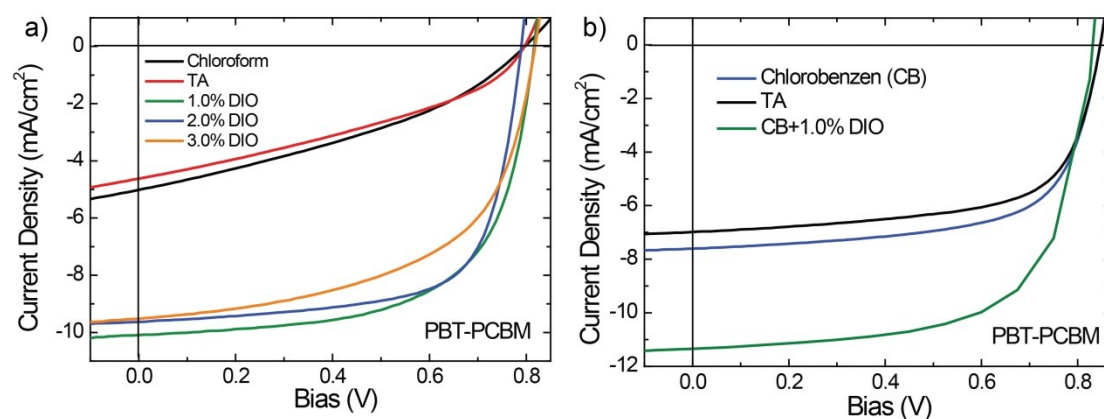 a)
Current Density (mA/cm²)
0
-2
-4
-6
-8
-10
Chloroform
TA
1.0% DIO
2.0% DIO
3.0% DIO
PBT-PCBM
0.0 0.2 0.4 0.6 0.8
Bias (V)
b)
Current Density (mA/cm²)
0
-2
-4
-6
-8
-10
-12
Chlorobenzen (CB)
TA
CB+1.0% DIO
PBT-PCBM
0.0 0.2 0.4 0.6 0.8
Bias (V)